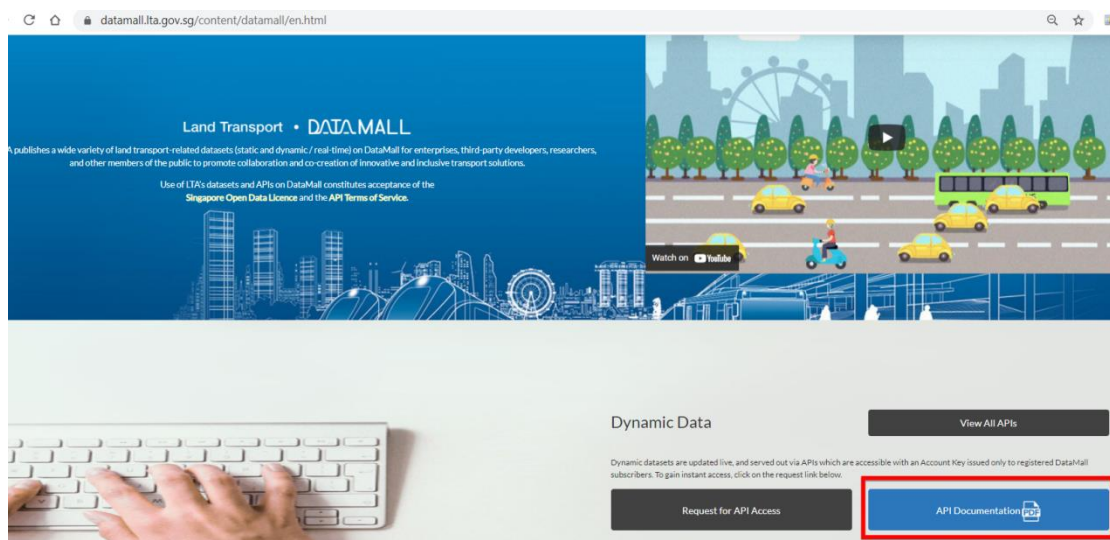 datamall.lta.gov.sg/content/datamall/en.html
Land Transport • DATA MALL
A publishes a wide variety of land transport-related datasets (static and dynamic / real-time) on DataMall for enterprises, third-party developers, researchers,
and other members of the public to promote collaboration and co-creation of innovative and inclusive transport solutions.
Use of LTA's datasets and APIs on DataMall constitutes acceptance of the
Singapore Open Data Licence and the API Terms of Service.
Watch on YouTube
Dynamic Data
View All APIs
Dynamic datasets are updated live, and served out via APIs which are accessible with an Account Key issued only to registered DataMall
subscribers. To gain instant access, click on the request link below.
Request for API Access
API Documentation PDF